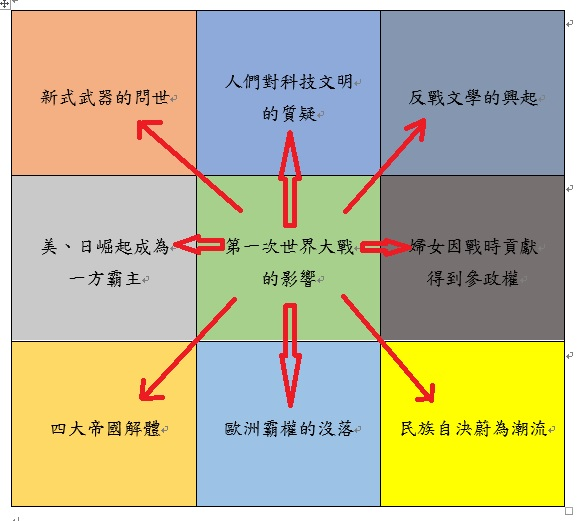 新式武器的問世
人們對科技文明
的質疑
反戰文學的興起
美、日崛起成為
一方霸主
第一次世界大戰
的影響
婦女因戰時貢獻
得到參政權
四大帝國解體
歐洲霸權的沒落
民族自決蔚為潮流